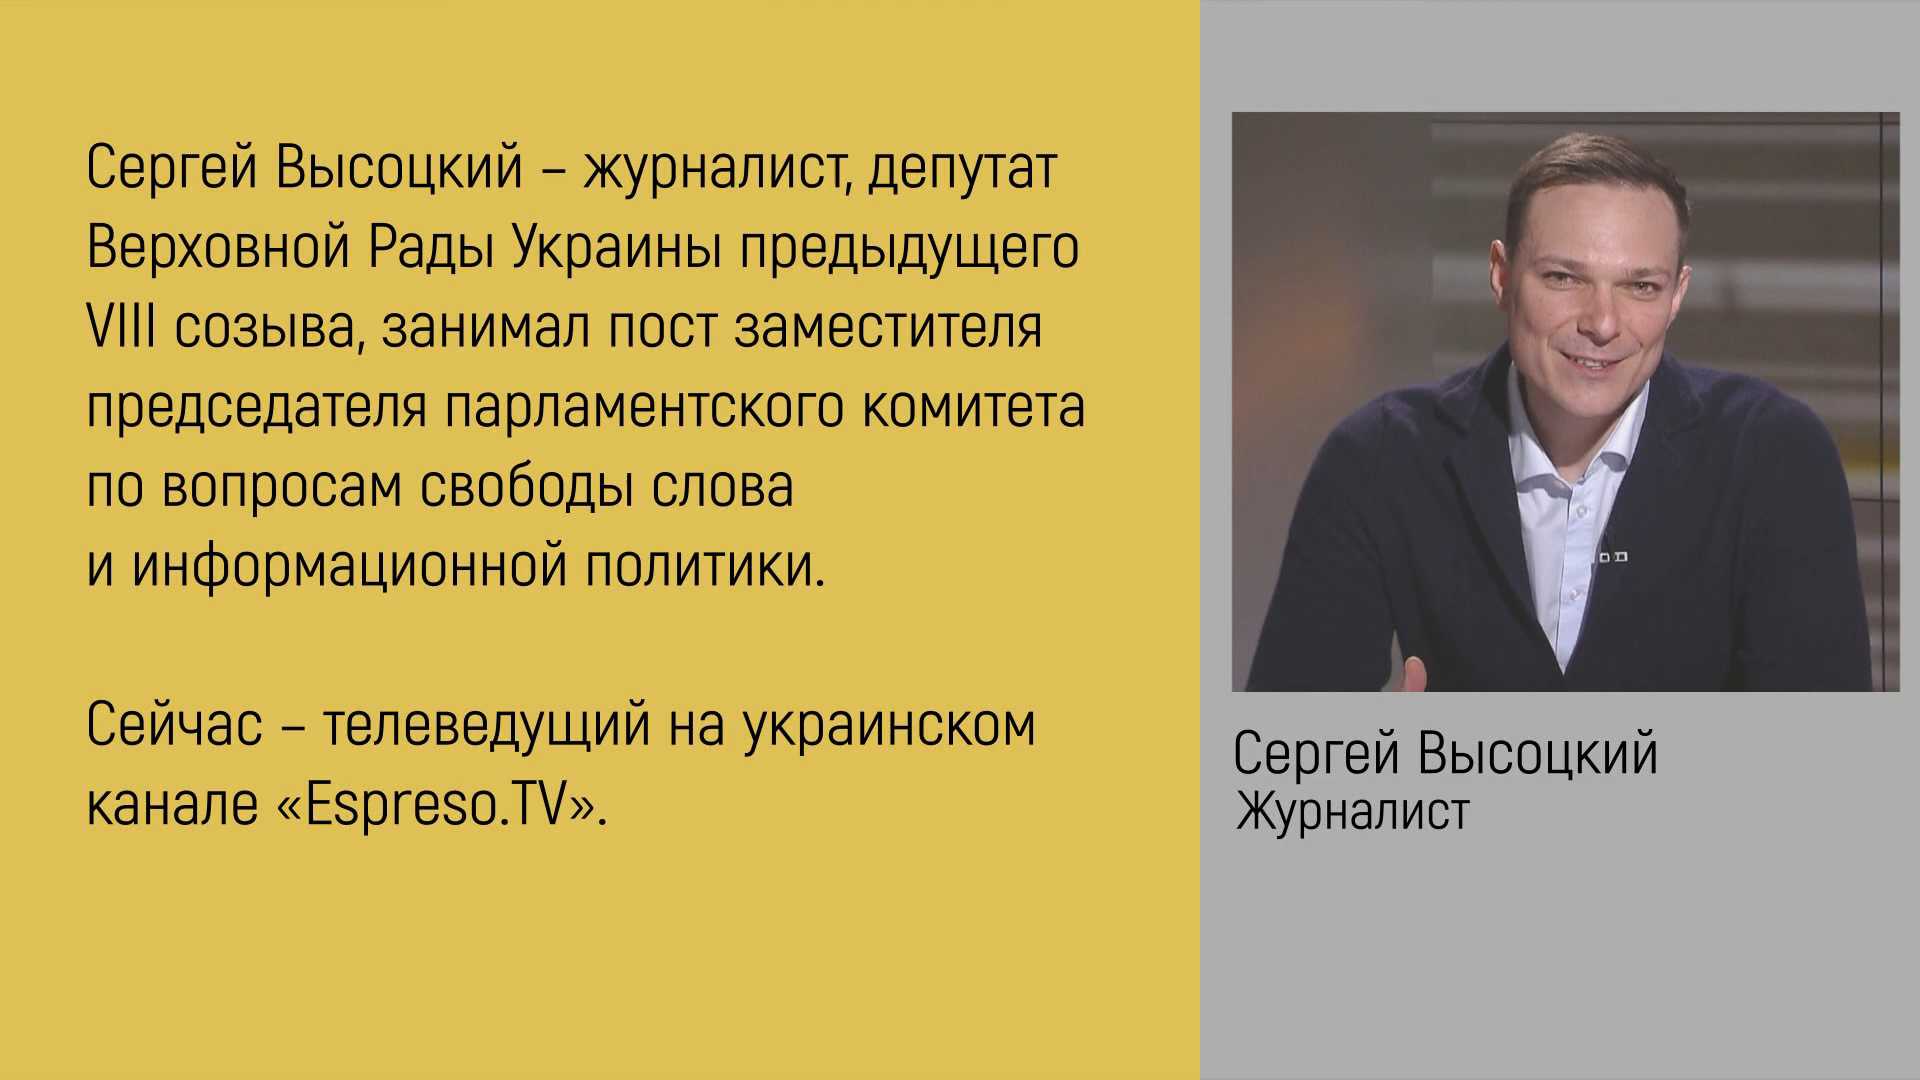 Сергей Высоцкий – журналист, депутат
Верховной Рады Украины предыдущего
VIII созыва, занимал пост заместителя
председателя парламентского комитета
по вопросам свободы слова
и информационной политики.
Сейчас – телеведущий на украинском
канале «Espreso.TV».
Сергей Высоцкий
Журналист